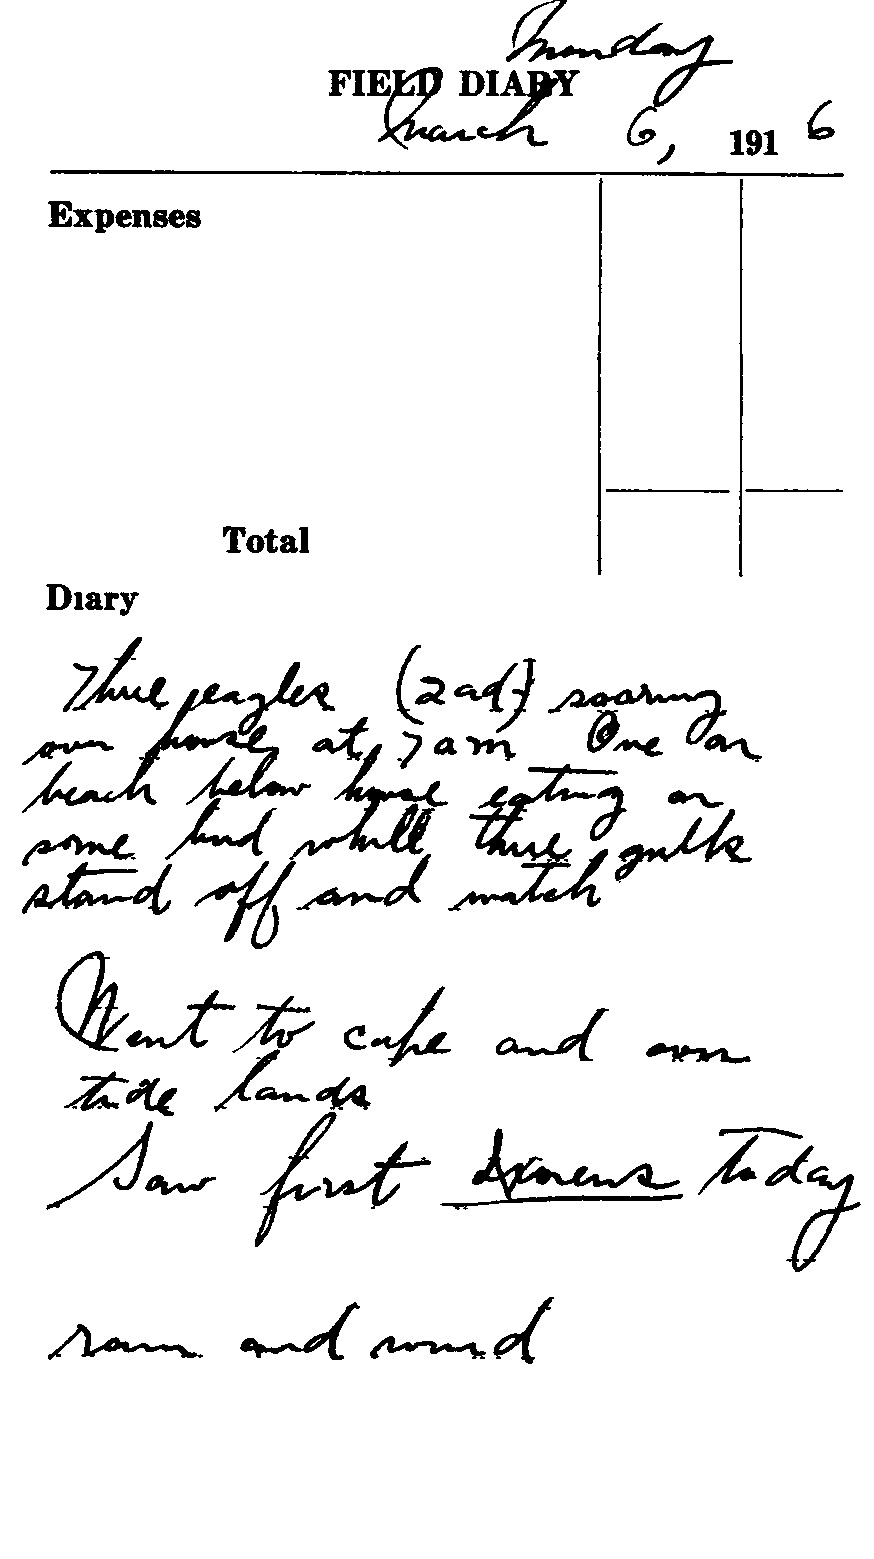 Monday
FIELD DIARY
March 6, 1916
Expenses
Total
Diary
Three eagles (2 ad) soaring
over house at 7 am One on
beach below house eating on
some bird while three gulls
stand off and watch
Went to cape and over
tide lands
Saw first today
rain and wind